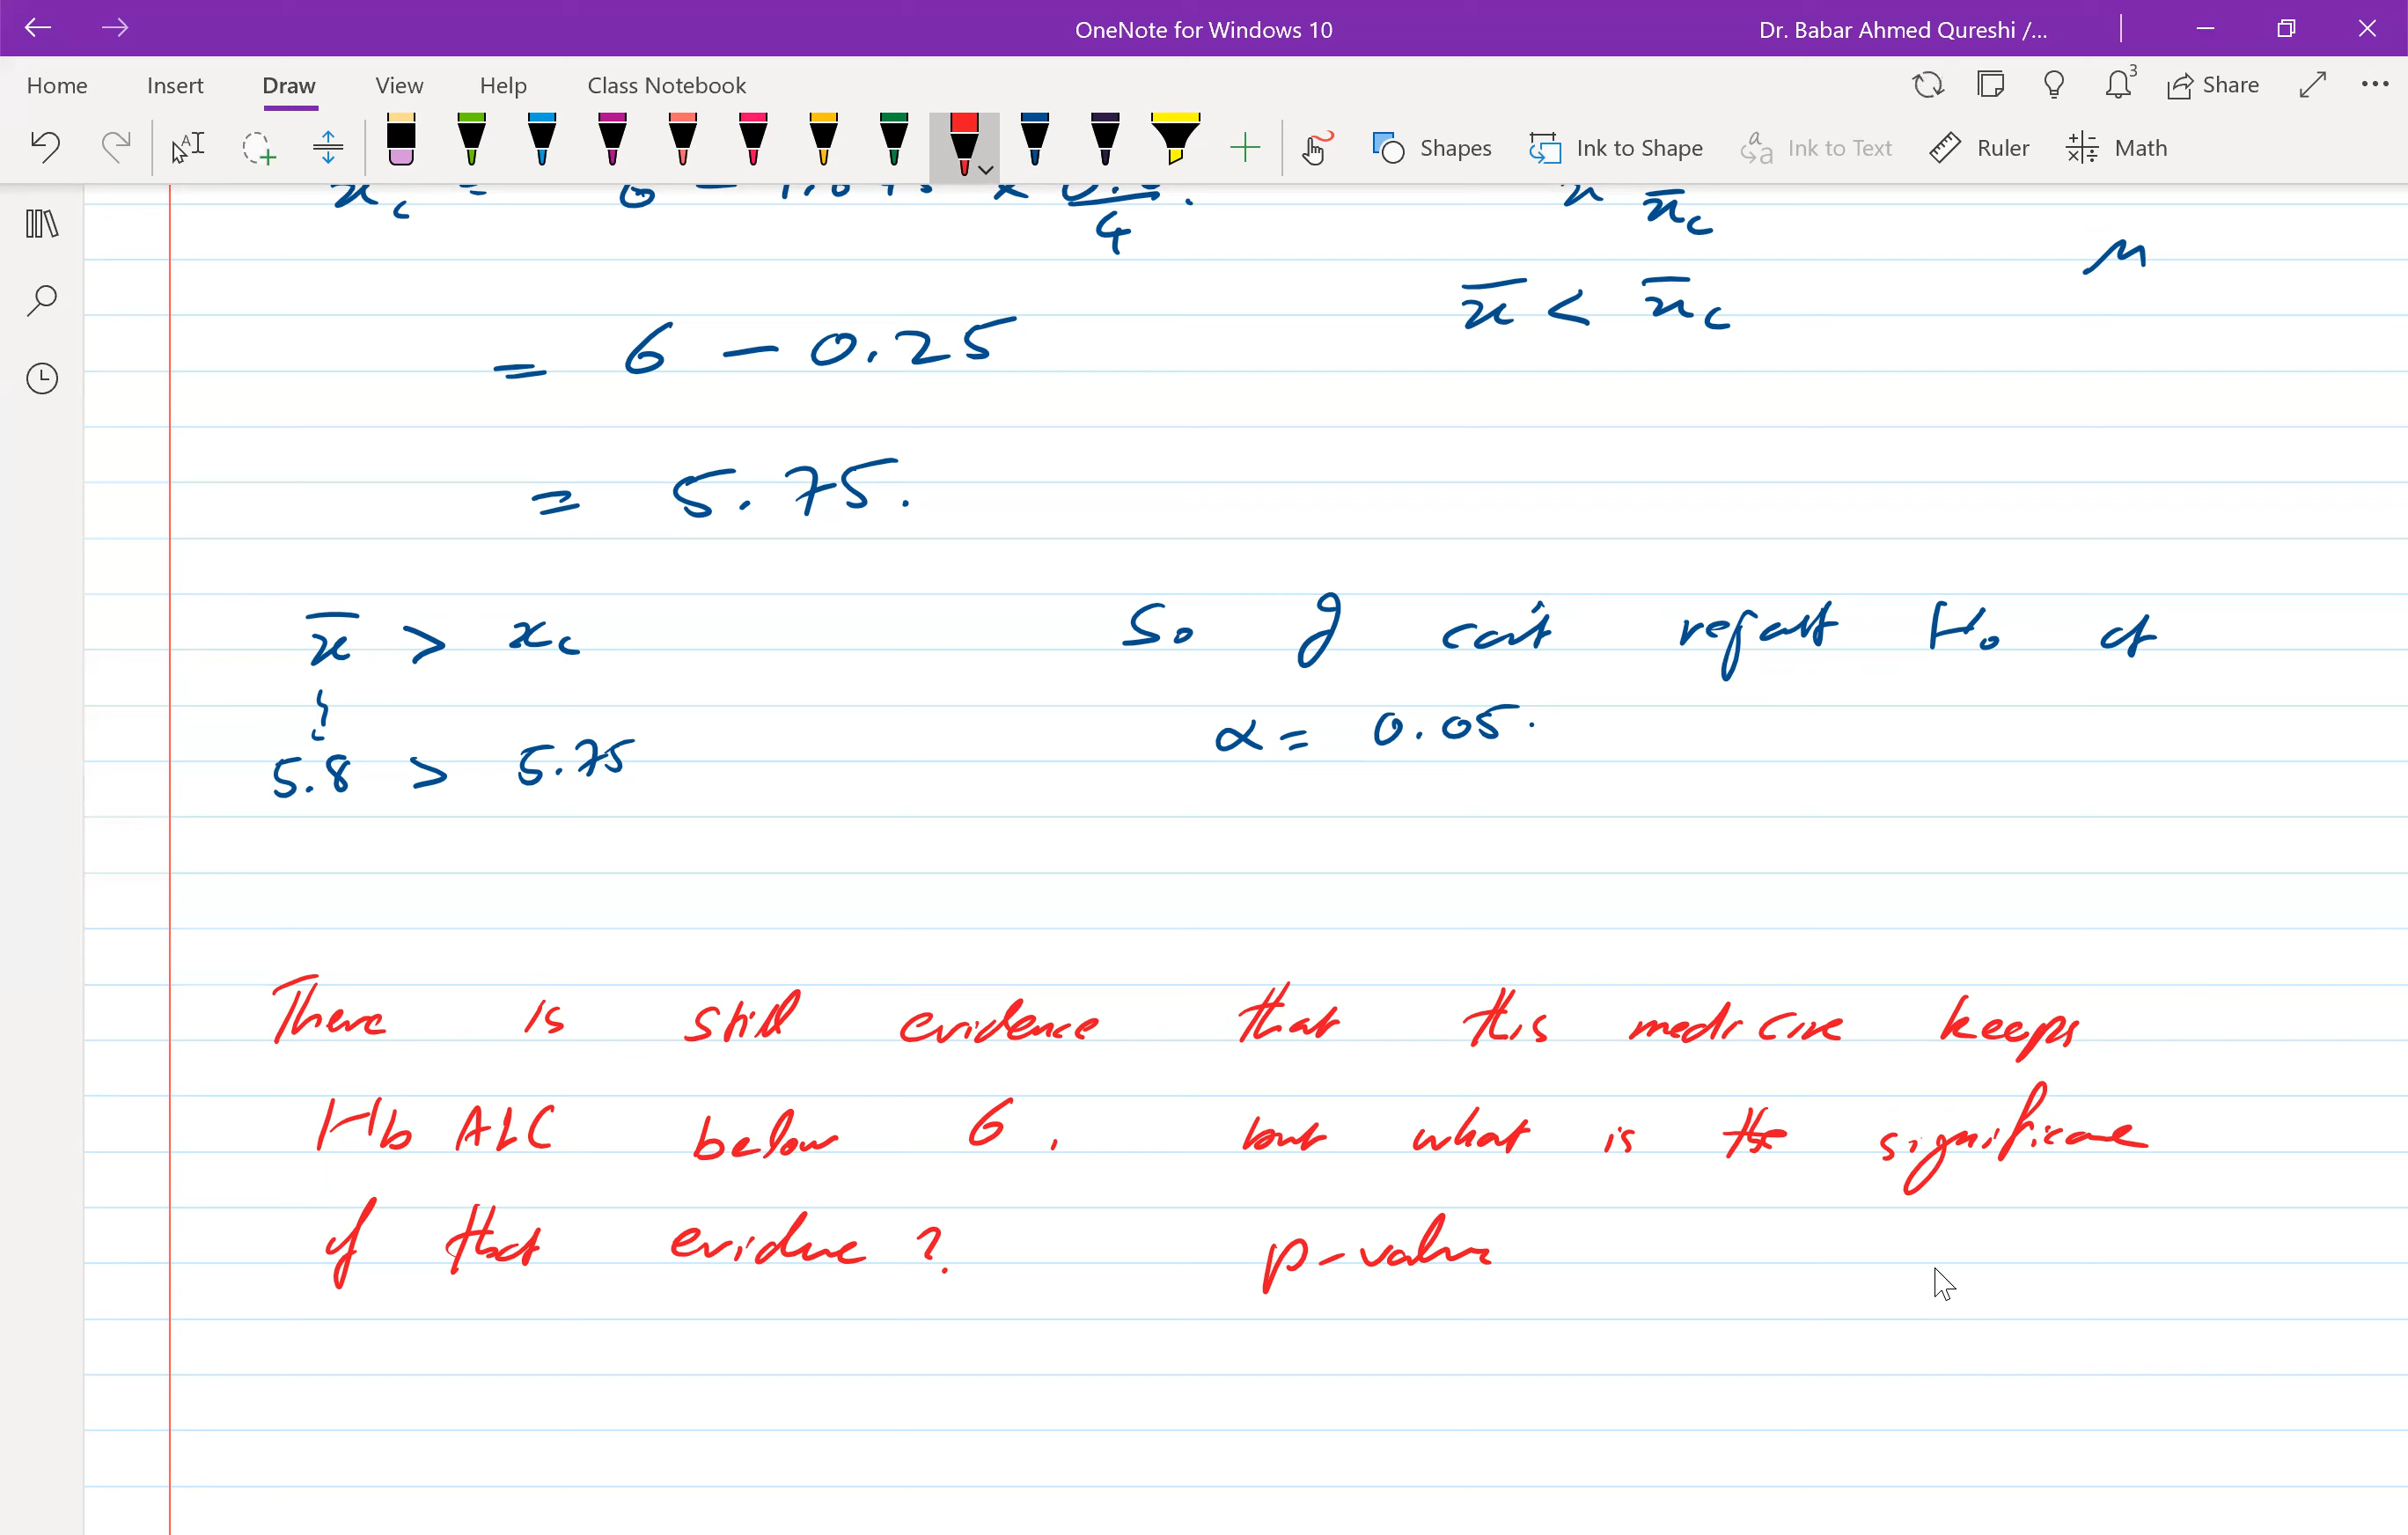 OneNote for Windows 10
Dr. Babar Ahmed Qureshi /...
Home Insert Draw View Help Class Notebook
3 Share
Shapes Ink to Shape Ink to Text Ruler Math
4
x̄c
μ
x̄ < x̄c
= 6 - 0.25
= 5.75.
x̄ > xc
So I can't reject H₀ at
α = 0.05.
5.8 > 5.75
There is still evidence that this medicine keeps
Hb A1C below 6, but what is the significance
of that evidence? p-value